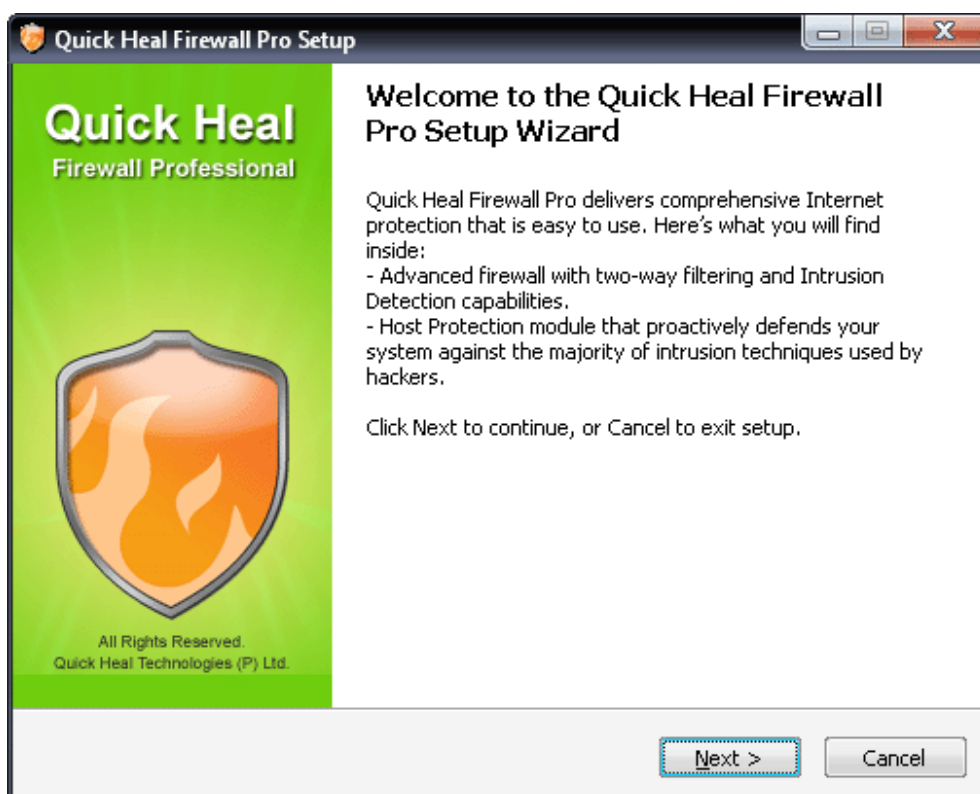 Quick Heal Firewall Pro Setup
Quick Heal
Firewall Professional
All Rights Reserved.
Quick Heal Technologies (P) Ltd.
Welcome to the Quick Heal Firewall
Pro Setup Wizard
Quick Heal Firewall Pro delivers comprehensive Internet
protection that is easy to use. Here's what you will find
inside:
- Advanced firewall with two-way filtering and Intrusion
Detection capabilities.
- Host Protection module that proactively defends your
system against the majority of intrusion techniques used by
hackers.
Click Next to continue, or Cancel to exit setup.
Next >
Cancel